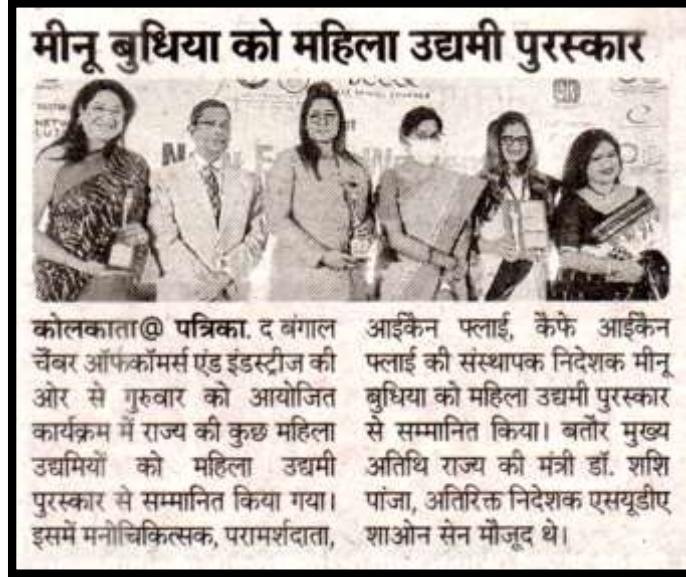 मीनू बुधिया को महिला उद्यमी पुरस्कार
कोलकाता@ पत्रिका. द बंगाल
चैंबर ऑफकॉमर्स एंड इंडस्ट्रीज की
ओर से गुरुवार को आयोजित
कार्यक्रम में राज्य की कुछ महिला
उद्यमियों को महिला उद्यमी
पुरस्कार से सम्मानित किया गया।
इसमें मनोचिकित्सक, परामर्शदाता,
आईकैन फ्लाई, कैफे आईकैन
फ्लाई की संस्थापक निदेशक मीनू
बुधिया को महिला उद्यमी पुरस्कार
से सम्मानित किया। बतौर मुख्य
अतिथि राज्य की मंत्री डॉ. शशि
पांजा, अतिरिक्त निदेशक एसयूडीए
शाओन सेन मौजूद थे।